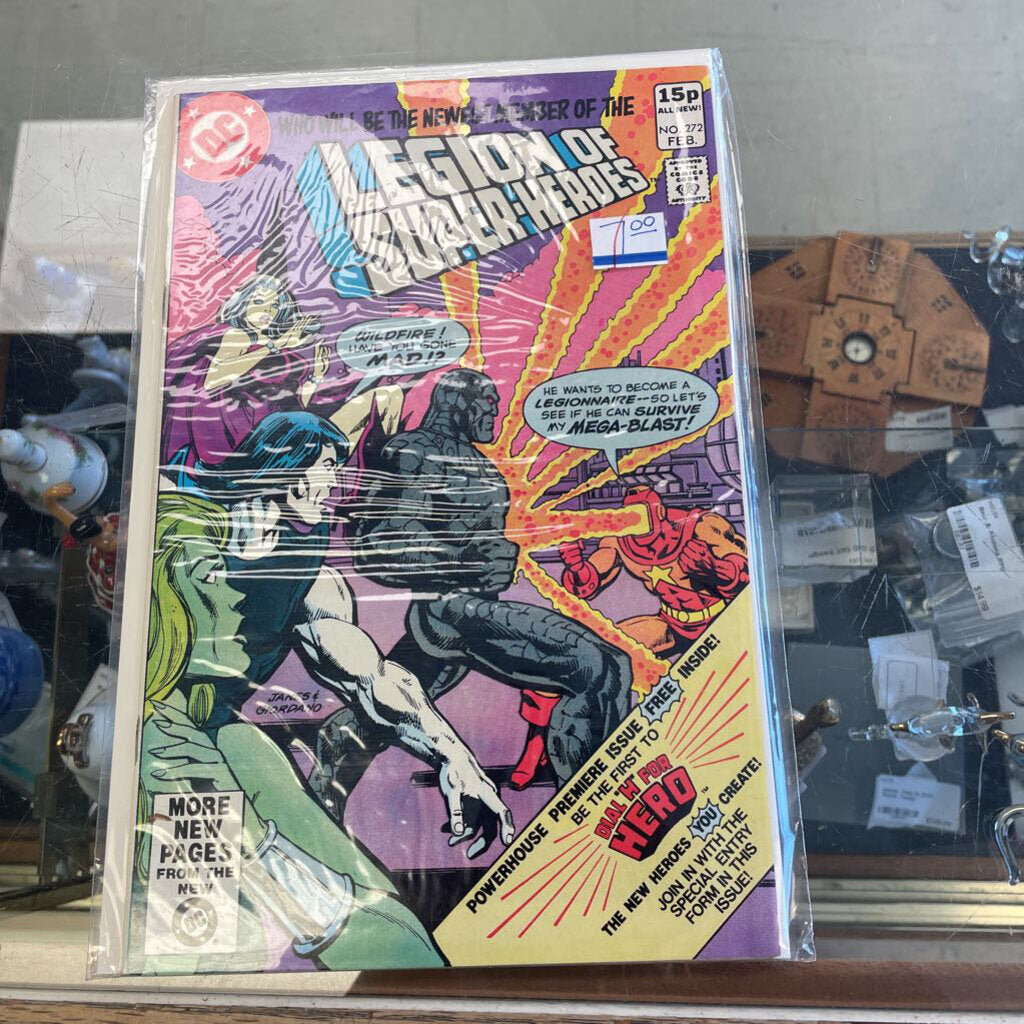 DC
WHO WILL BE THE NEWEST MEMBER OF THE
LEGION OF
THE
SUPER-HEROES
15p
ALL NEW!
NO. 272
FEB.
APPROVED
BY THE
COMICS
CODE
AUTHORITY
7.00
WILDFIRE!
HAVE YOU GONE
MAD!?
HE WANTS TO BECOME A
LEGIONNAIRE--SO LET'S
SEE IF HE CAN SURVIVE
MY MEGA-BLAST!
JANES &
GIORDANO
MORE
NEW
PAGES
FROM THE
NEW
DC
POWERHOUSE PREMIERE ISSUE FREE INSIDE!
BE THE FIRST TO
DIAL "H" FOR
HERO™
THE NEW HEROES YOU CREATE!
JOIN IN WITH THE
SPECIAL ENTRY
FORM IN THIS
ISSUE!
$14.99